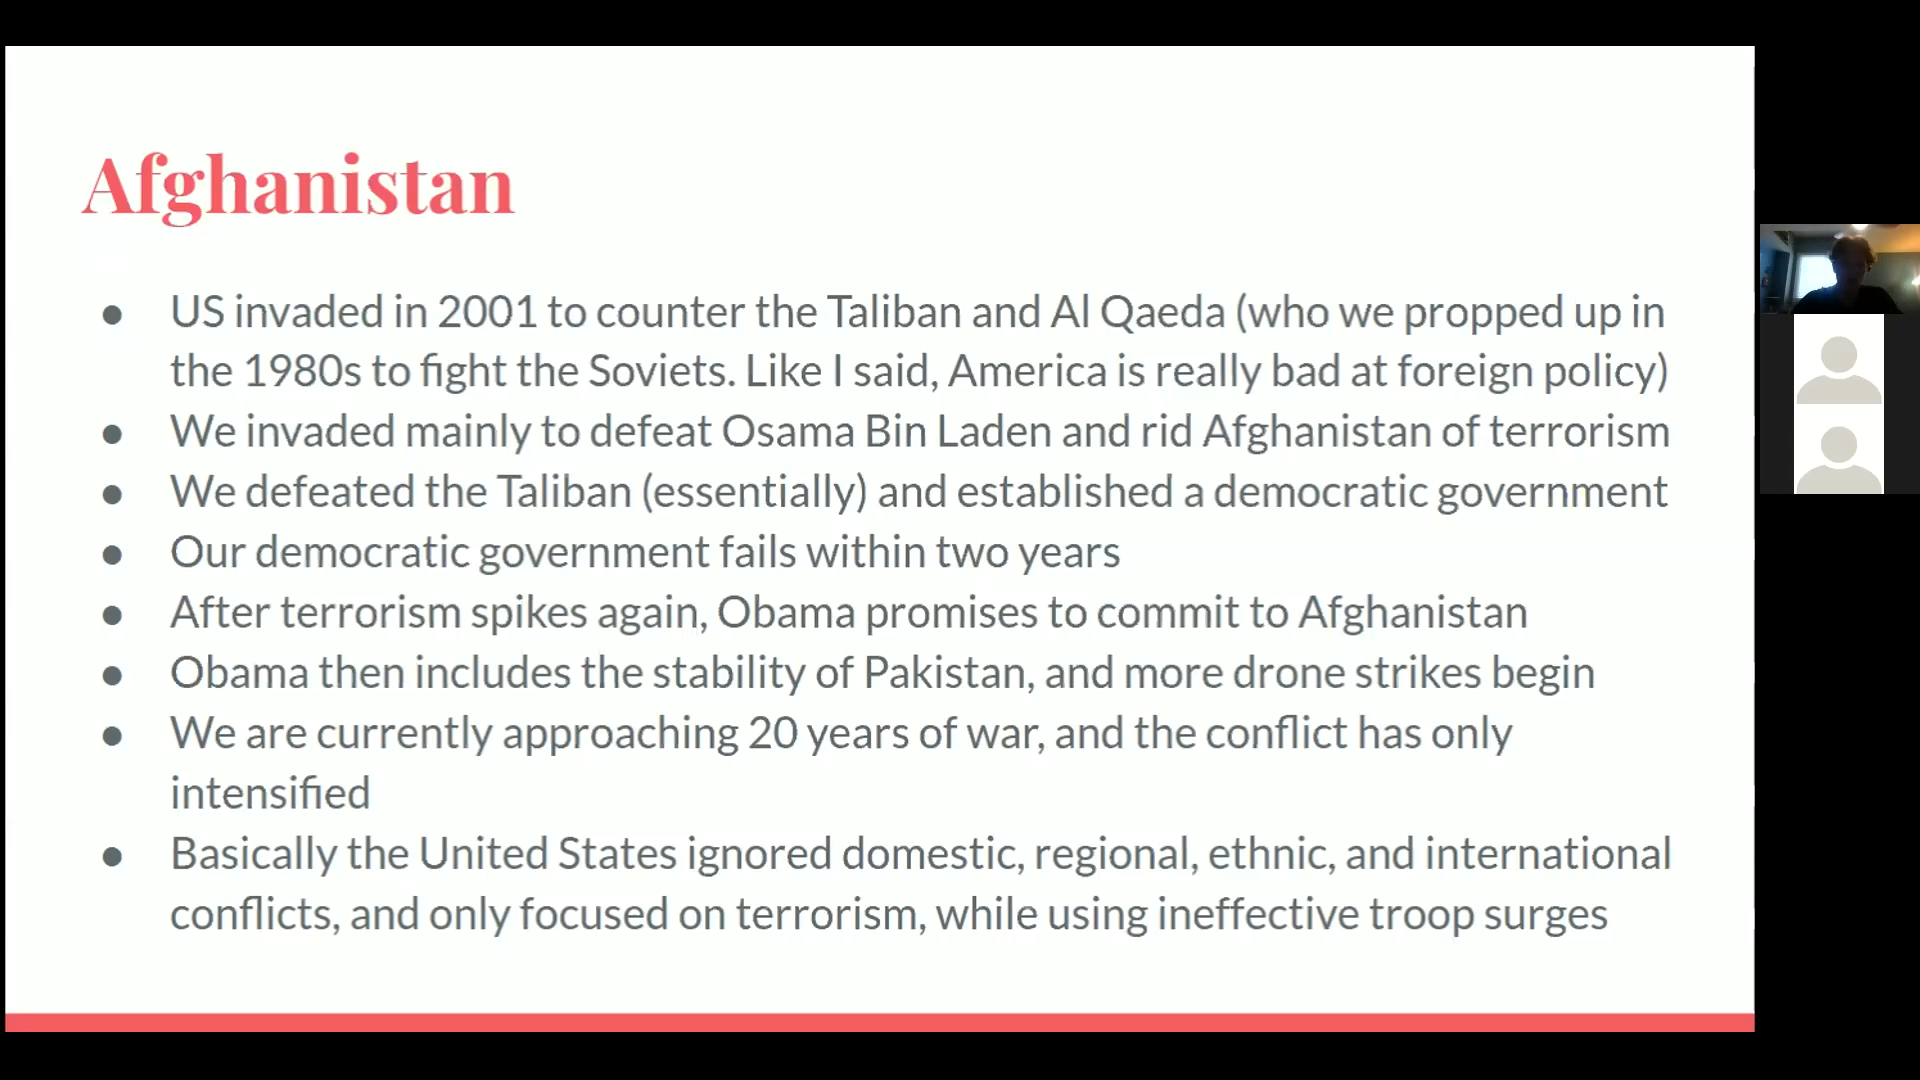 Afghanistan
● US invaded in 2001 to counter the Taliban and Al Qaeda (who we propped up in
the 1980s to fight the Soviets. Like I said, America is really bad at foreign policy)
● We invaded mainly to defeat Osama Bin Laden and rid Afghanistan of terrorism
● We defeated the Taliban (essentially) and established a democratic government
● Our democratic government fails within two years
● After terrorism spikes again, Obama promises to commit to Afghanistan
● Obama then includes the stability of Pakistan, and more drone strikes begin
● We are currently approaching 20 years of war, and the conflict has only
intensified
● Basically the United States ignored domestic, regional, ethnic, and international
conflicts, and only focused on terrorism, while using ineffective troop surges